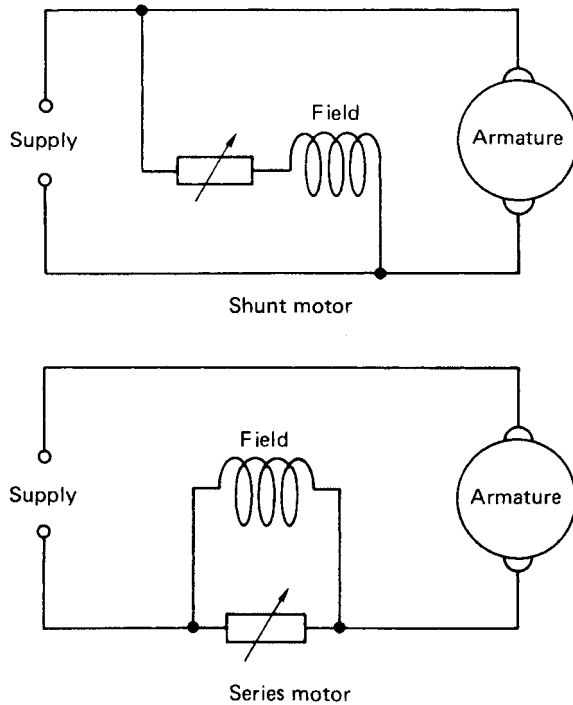 Field
Supply
Armature
Shunt motor
Field
Supply
Armature
Series motor